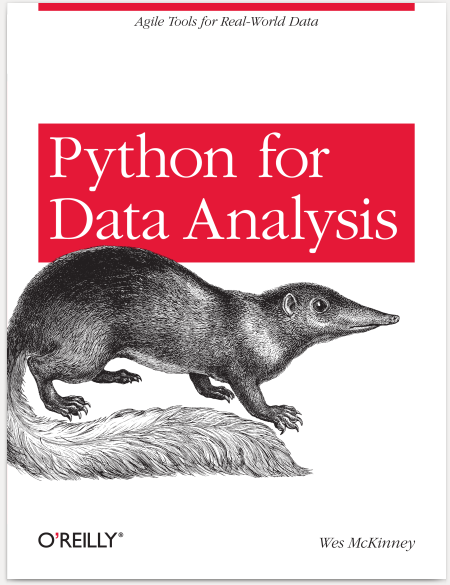 Agile Tools for Real-World Data
Python for
Data Analysis
O'REILLY®
Wes McKinney